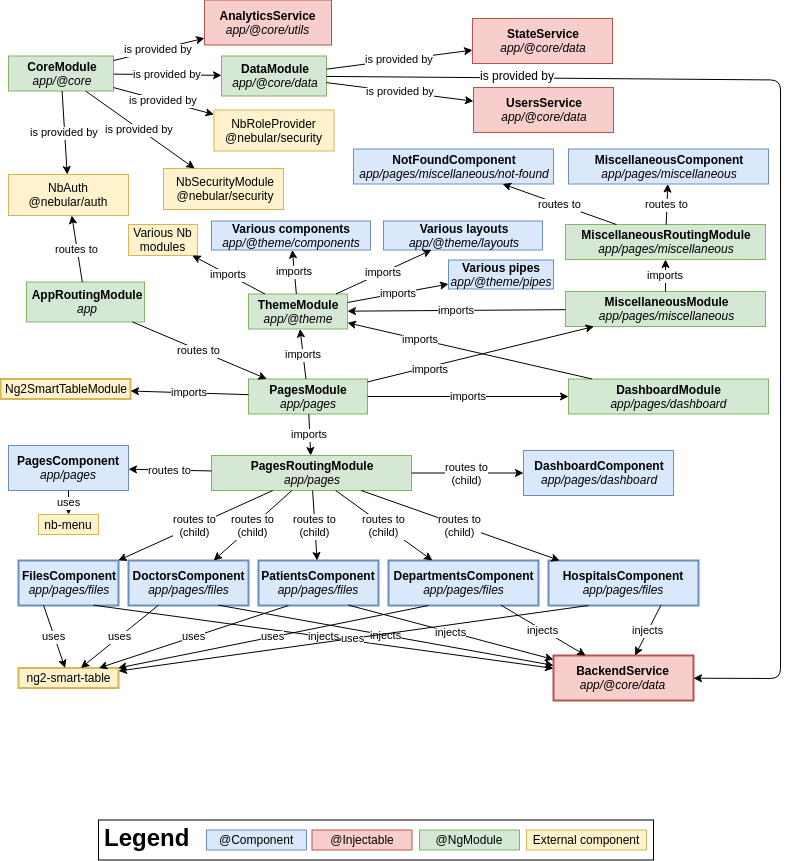 AnalyticsService
app/@core/utils
StateService
app/@core/data
is provided by
CoreModule
app/@core
is provided by
DataModule
app/@core/data
is provided by
is provided by
is provided by
is provided by
UsersService
app/@core/data
NbRoleProvider
@nebular/security
is provided by
is provided by
NotFoundComponent
app/pages/miscellaneous/not-found
MiscellaneousComponent
app/pages/miscellaneous
NbAuth
@nebular/auth
NbSecurityModule
@nebular/security
routes to
routes to
Various Nb
modules
Various components
app/@theme/components
Various layouts
app/@theme/layouts
MiscellaneousRoutingModule
app/pages/miscellaneous
routes to
imports
imports
imports
Various pipes
app/@theme/pipes
imports
imports
AppRoutingModule
app
ThemeModule
app/@theme
imports
MiscellaneousModule
app/pages/miscellaneous
routes to
imports
imports
imports
Ng2SmartTableModule
imports
PagesModule
app/pages
imports
DashboardModule
app/pages/dashboard
imports
PagesComponent
app/pages
routes to
PagesRoutingModule
app/pages
routes to
(child)
DashboardComponent
app/pages/dashboard
uses
nb-menu
routes to
(child)
routes to
(child)
routes to
(child)
routes to
(child)
routes to
(child)
FilesComponent
app/pages/files
DoctorsComponent
app/pages/files
PatientsComponent
app/pages/files
DepartmentsComponent
app/pages/files
HospitalsComponent
app/pages/files
uses
uses
uses
uses
injects
uses
injects
injects
injects
injects
ng2-smart-table
BackendService
app/@core/data
Legend
@Component
@Injectable
@NgModule
External component